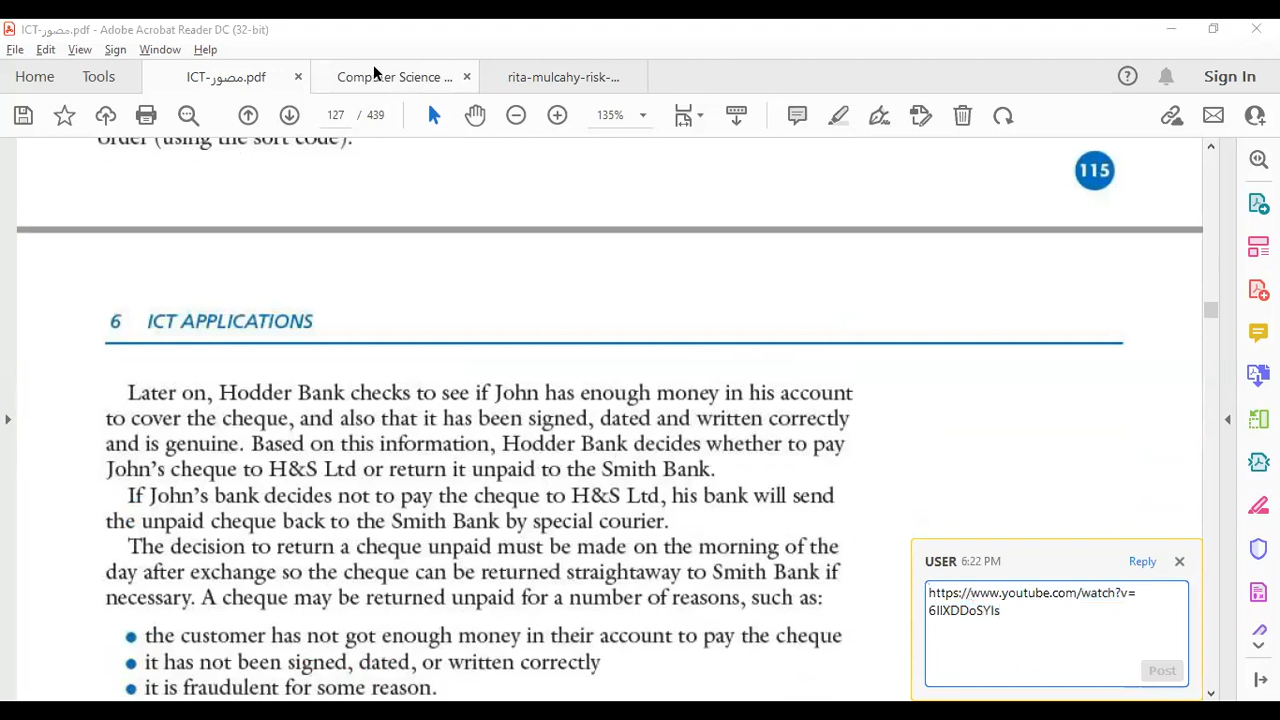 ICT-مصور.pdf - Adobe Acrobat Reader DC (32-bit)
File Edit View Sign Window Help
Home Tools ICT-مصور.pdf × Computer Science ... × rita-mulcahy-risk-... Sign In
127 / 439 135%
order (using the sort code).
115
6 ICT APPLICATIONS
Later on, Hodder Bank checks to see if John has enough money in his account
to cover the cheque, and also that it has been signed, dated and written correctly
and is genuine. Based on this information, Hodder Bank decides whether to pay
John's cheque to H&S Ltd or return it unpaid to the Smith Bank.
If John's bank decides not to pay the cheque to H&S Ltd, his bank will send
the unpaid cheque back to the Smith Bank by special courier.
The decision to return a cheque unpaid must be made on the morning of the
day after exchange so the cheque can be returned straightaway to Smith Bank if
necessary. A cheque may be returned unpaid for a number of reasons, such as:
● the customer has not got enough money in their account to pay the cheque
● it has not been signed, dated, or written correctly
● it is fraudulent for some reason.
USER 6:22 PM Reply ×
https://www.youtube.com/watch?v=
Post